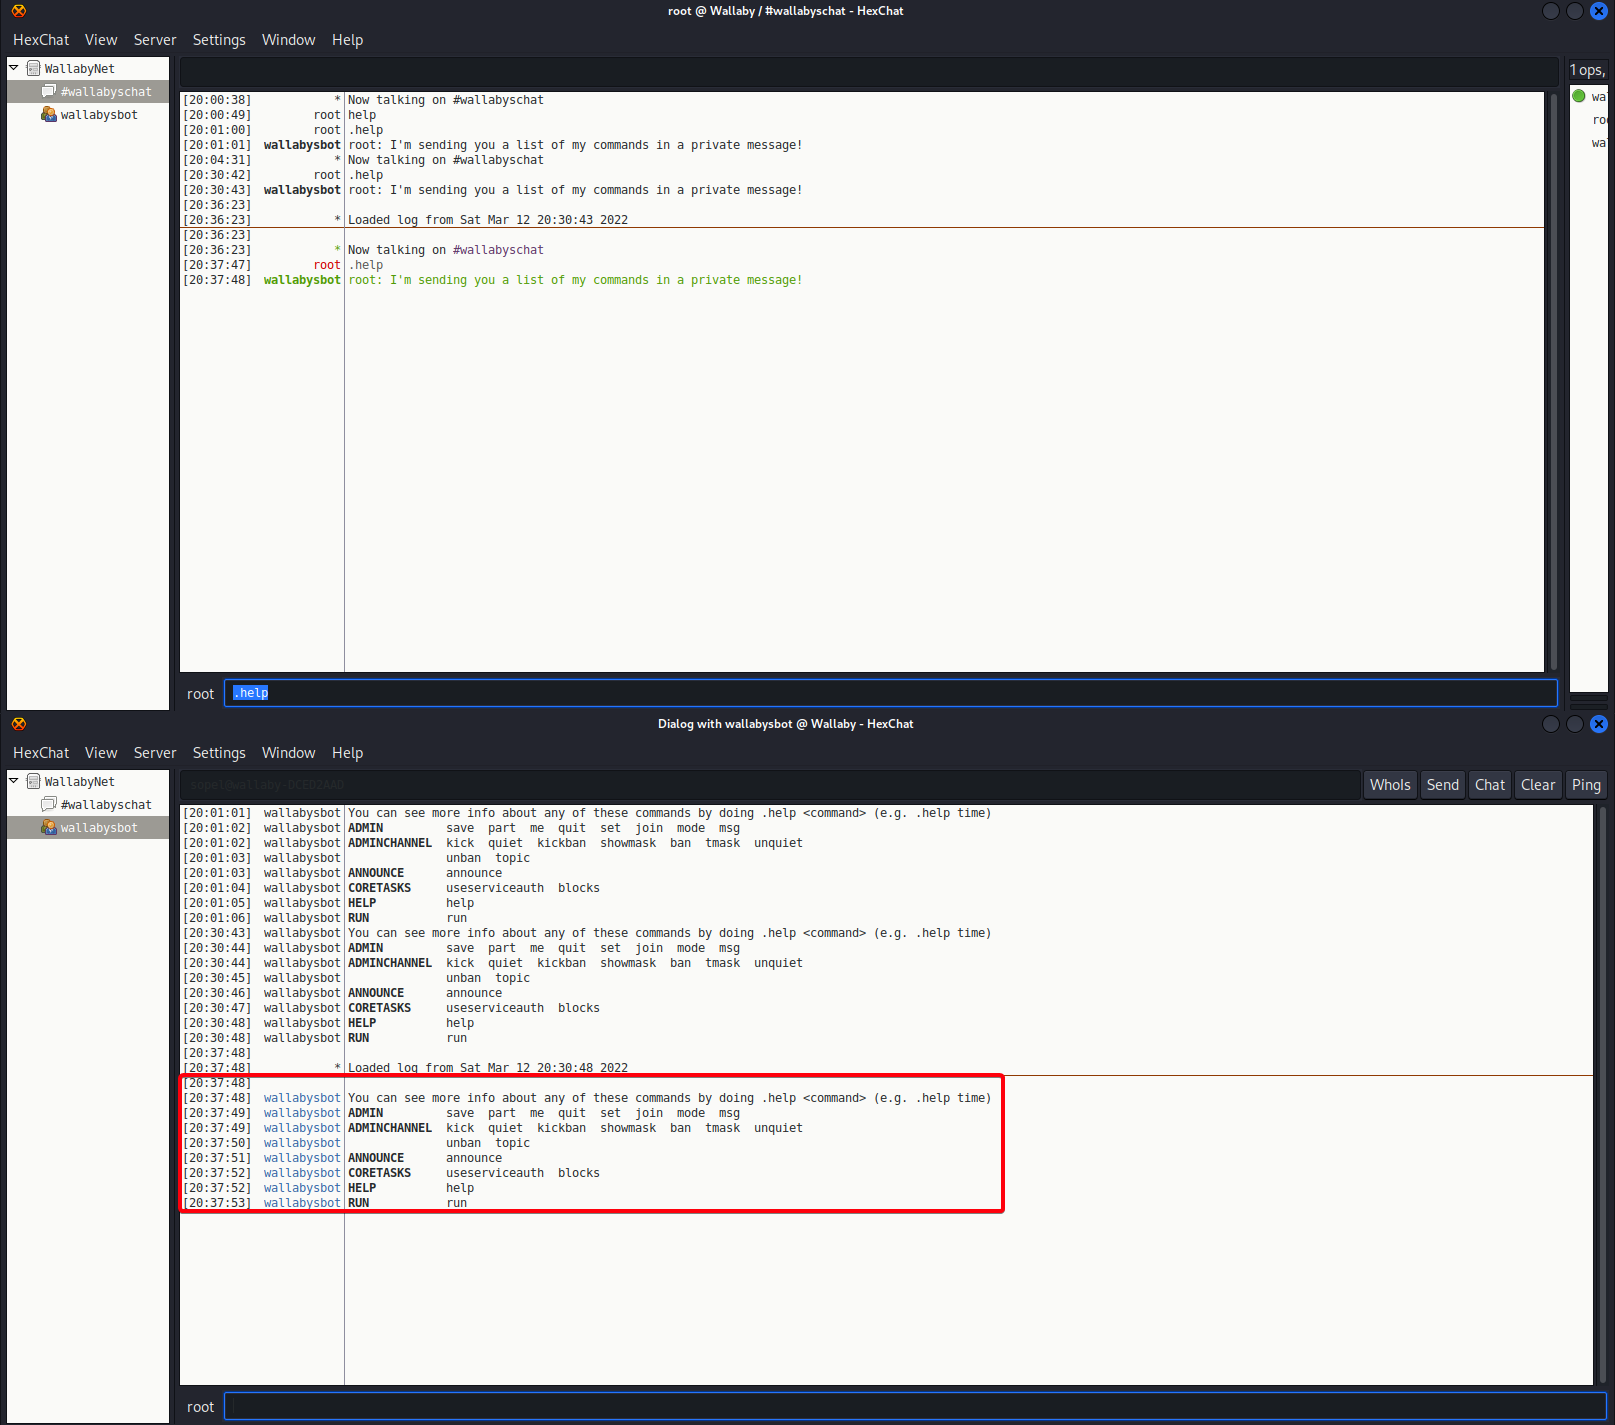 root @ Wallaby / #wallabyschat - HexChat
HexChat View Server Settings Window Help
WallabyNet
#wallabyschat
wallabysbot
1 ops,
[20:00:38] * Now talking on #wallabyschat
[20:00:49] root help
[20:01:00] root .help
[20:01:01] wallabysbot root: I'm sending you a list of my commands in a private message!
[20:04:31] * Now talking on #wallabyschat
[20:30:42] root .help
[20:30:43] wallabysbot root: I'm sending you a list of my commands in a private message!
[20:36:23]
[20:36:23] * Loaded log from Sat Mar 12 20:30:43 2022
[20:36:23]
[20:36:23] * Now talking on #wallabyschat
[20:37:47] root .help
[20:37:48] wallabysbot root: I'm sending you a list of my commands in a private message!
wa
roo
wa
root .help
Dialog with wallabysbot @ Wallaby - HexChat
HexChat View Server Settings Window Help
WallabyNet
#wallabyschat
wallabysbot
sopel@wallaby-DCED2AAD
WhoIs Send Chat Clear Ping
[20:01:01] wallabysbot You can see more info about any of these commands by doing .help <command> (e.g. .help time)
[20:01:02] wallabysbot ADMIN save part me quit set join mode msg
[20:01:02] wallabysbot ADMINCHANNEL kick quiet kickban showmask ban tmask unquiet
[20:01:03] wallabysbot unban topic
[20:01:03] wallabysbot ANNOUNCE announce
[20:01:04] wallabysbot CORETASKS useserviceauth blocks
[20:01:05] wallabysbot HELP help
[20:01:06] wallabysbot RUN run
[20:30:43] wallabysbot You can see more info about any of these commands by doing .help <command> (e.g. .help time)
[20:30:44] wallabysbot ADMIN save part me quit set join mode msg
[20:30:44] wallabysbot ADMINCHANNEL kick quiet kickban showmask ban tmask unquiet
[20:30:45] wallabysbot unban topic
[20:30:46] wallabysbot ANNOUNCE announce
[20:30:47] wallabysbot CORETASKS useserviceauth blocks
[20:30:48] wallabysbot HELP help
[20:30:48] wallabysbot RUN run
[20:37:48]
[20:37:48] * Loaded log from Sat Mar 12 20:30:48 2022
[20:37:48]
[20:37:48] wallabysbot You can see more info about any of these commands by doing .help <command> (e.g. .help time)
[20:37:49] wallabysbot ADMIN save part me quit set join mode msg
[20:37:49] wallabysbot ADMINCHANNEL kick quiet kickban showmask ban tmask unquiet
[20:37:50] wallabysbot unban topic
[20:37:51] wallabysbot ANNOUNCE announce
[20:37:52] wallabysbot CORETASKS useserviceauth blocks
[20:37:52] wallabysbot HELP help
[20:37:53] wallabysbot RUN run
root